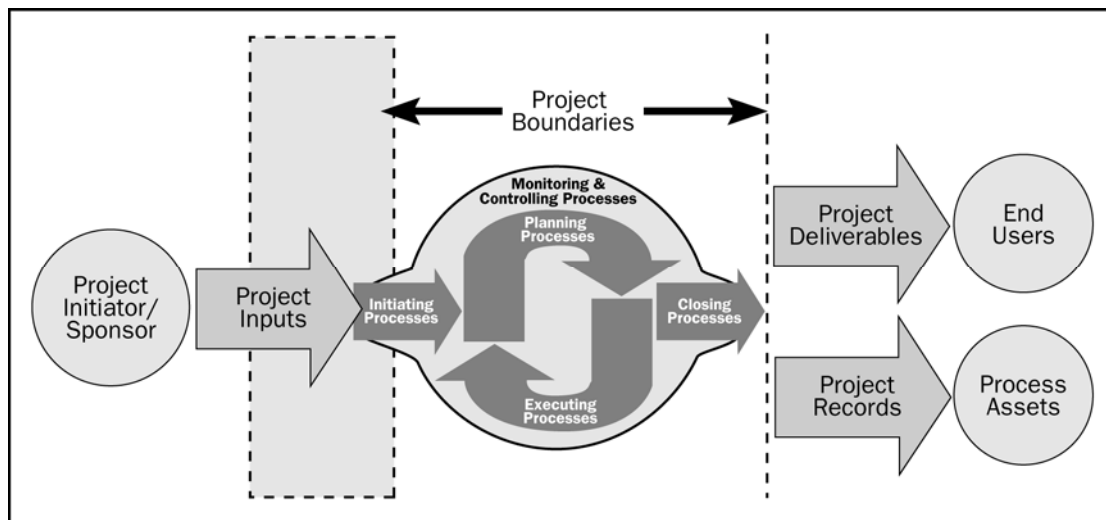 Project
Boundaries
Monitoring &
Controlling Processes
Planning
Processes
Project
Initiator/
Sponsor
Project
Inputs
Initiating
Processes
Closing
Processes
Executing
Processes
Project
Deliverables
End
Users
Project
Records
Process
Assets